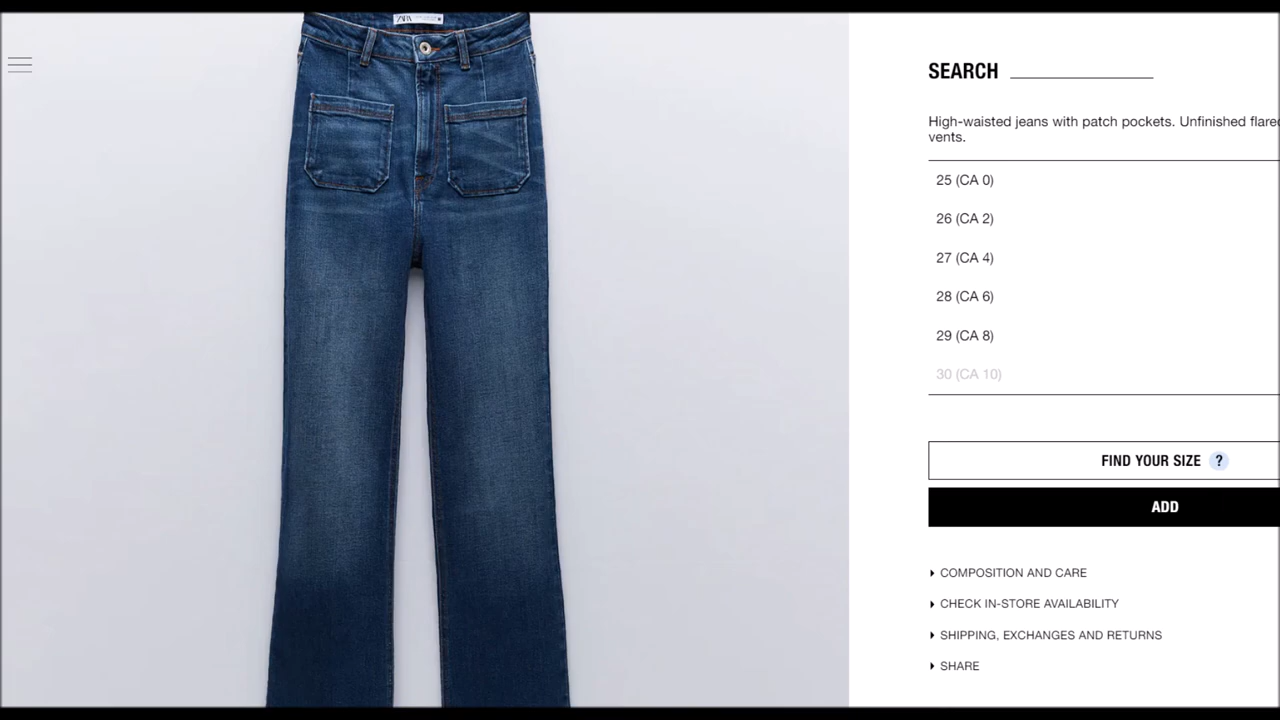 ZARA
SEARCH
High-waisted jeans with patch pockets. Unfinished flared
vents.
25 (CA 0)
26 (CA 2)
27 (CA 4)
28 (CA 6)
29 (CA 8)
30 (CA 10)
FIND YOUR SIZE ?
ADD
COMPOSITION AND CARE
CHECK IN-STORE AVAILABILITY
SHIPPING, EXCHANGES AND RETURNS
SHARE